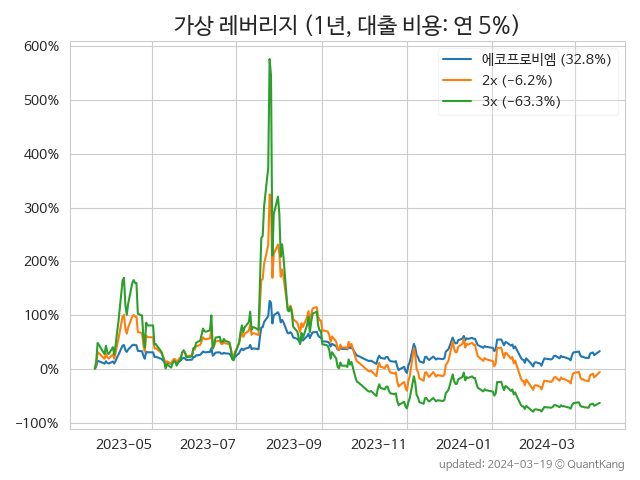 가상 레버리지 (1년, 대출 비용: 연 5%)
600%
500%
400%
300%
200%
100%
0%
−100%
에코프로비엠 (32.8%)
2x (−6.2%)
3x (−63.3%)
2023-05
2023-07
2023-09
2023-11
2024-01
2024-03
updated: 2024-03-19 © QuantKang